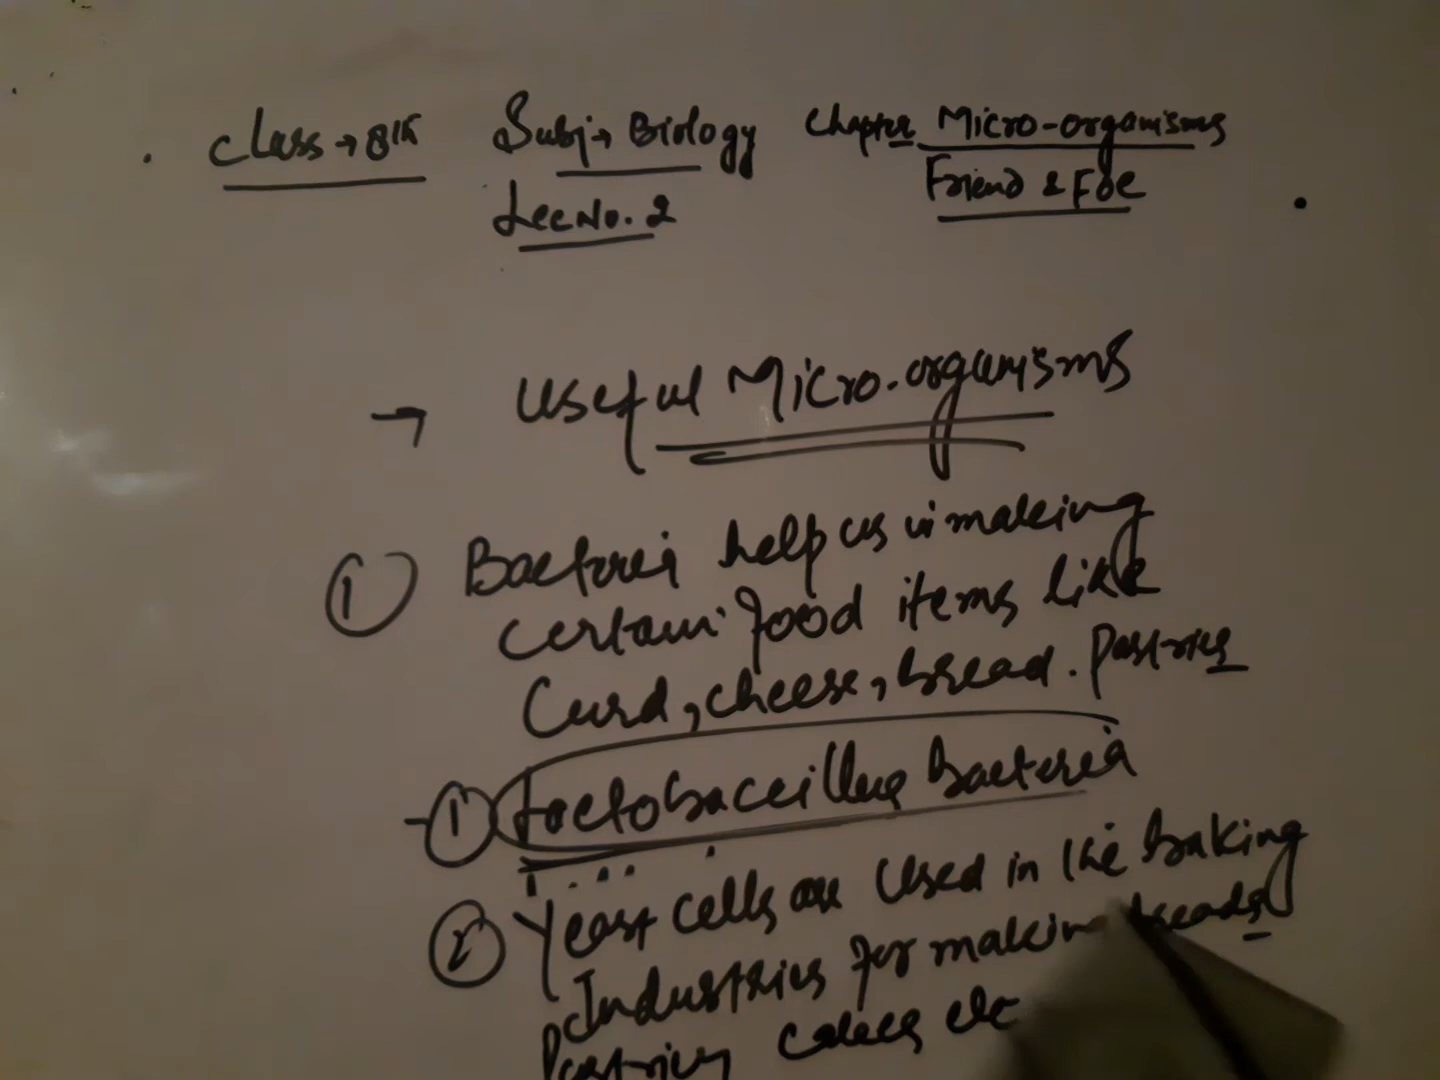 Class → 8th Subj → Biology Chapter Micro-organisms
Lec No. 2 Friend & Foe
→ Useful Micro-organisms
① Bacteria help us in making
certain food items like
Curd, cheese, bread. Pastries
① Lactobacillus bacteria
② Yeast cells are used in the baking
Industries for making breads
Pastries cakes etc